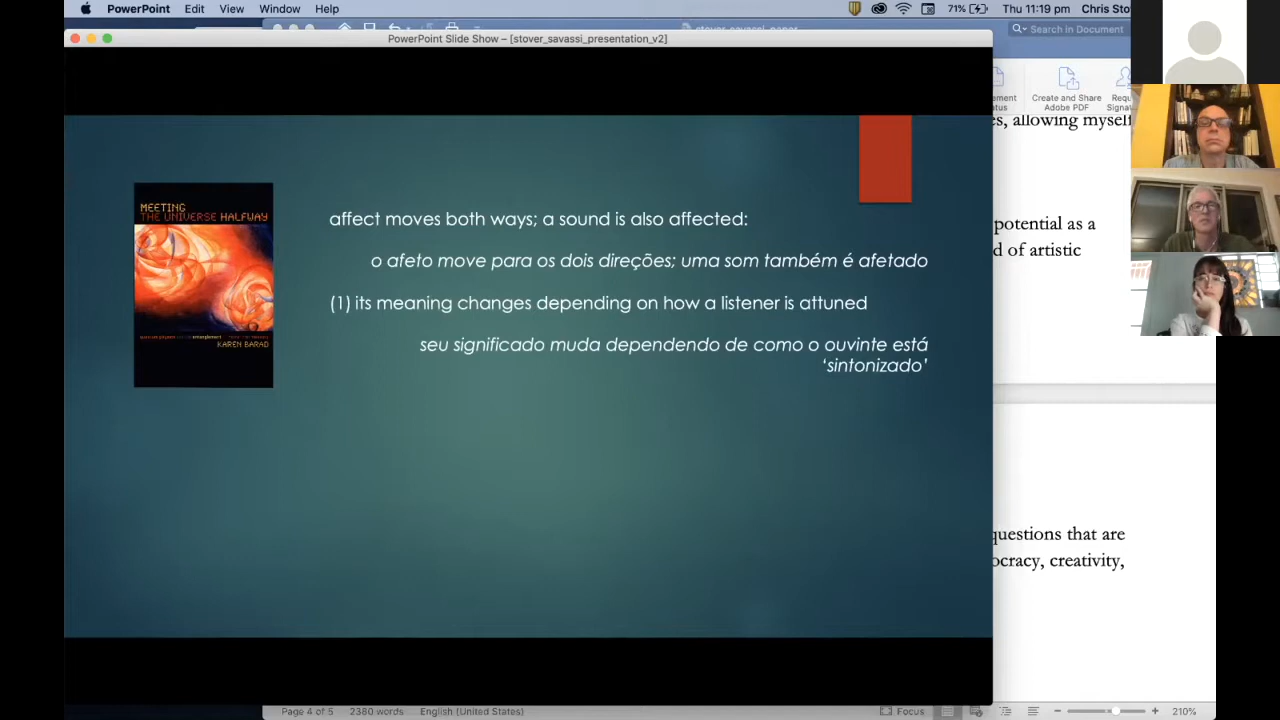 PowerPoint Edit View Window Help 71% Thu 11:19 pm Chris Sto
PowerPoint Slide Show – [stover_savassi_presentation_v2]
Search in Document
Create and Share
Adobe PDF
Requ
Signa
es, allowing myself
potential as a
d of artistic
questions that are
ocracy, creativity,
MEETING
THE UNIVERSE HALFWAY
KAREN BARAD
affect moves both ways; a sound is also affected:
o afeto move para os dois direções; uma som também é afetado
(1) its meaning changes depending on how a listener is attuned
seu significado muda dependendo de como o ouvinte está
‘sintonizado’
Page 4 of 5 2380 words English (United States) Focus 210%